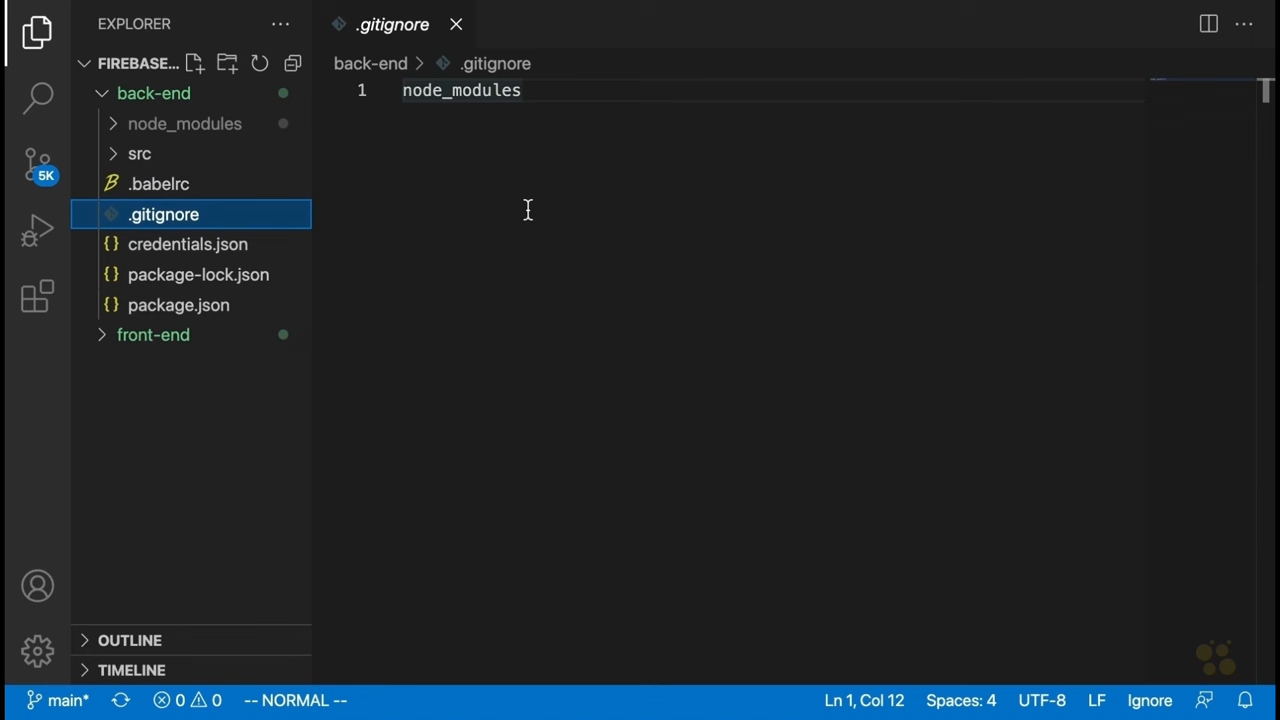 EXPLORER
FIREBASE...
back-end
node_modules
src
.babelrc
.gitignore
credentials.json
package-lock.json
package.json
front-end
OUTLINE
TIMELINE
5K
.gitignore
back-end > .gitignore
1 node_modules
main* 0 0 -- NORMAL -- Ln 1, Col 12 Spaces: 4 UTF-8 LF Ignore